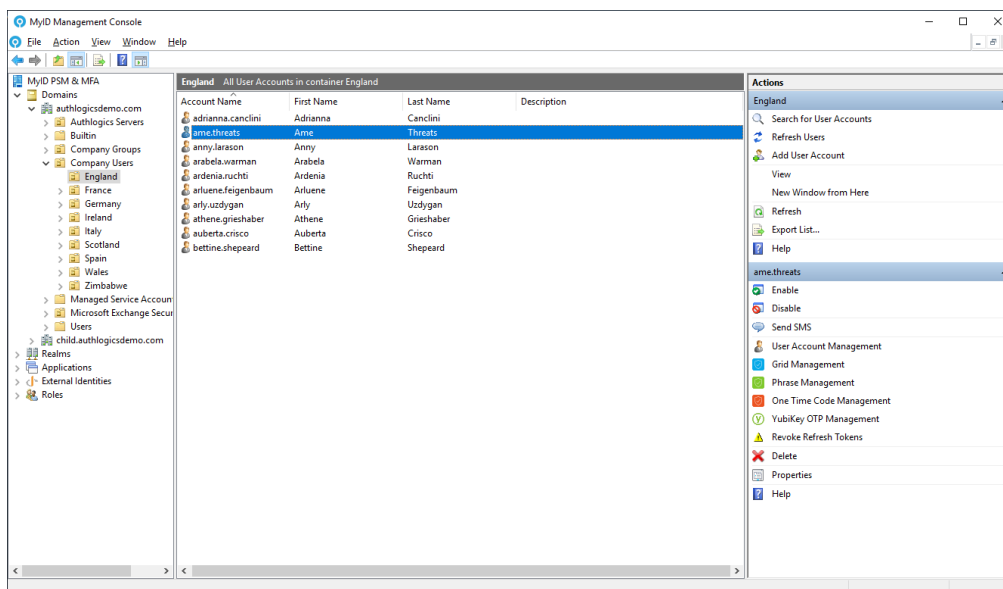 MyID Management Console
File Action View Window Help
MyID PSM & MFA
Domains
authlogicsdemo.com
Authlogics Servers
Builtin
Company Groups
Company Users
England
France
Germany
Ireland
Italy
Scotland
Spain
Wales
Zimbabwe
Managed Service Accoun
Microsoft Exchange Secur
Users
child.authlogicsdemo.com
Realms
Applications
External Identities
Roles
England All User Accounts in container England
Account Name First Name Last Name Description
adrianna.canclini Adrianna Canclini
ame.threats Ame Threats
anny.larason Anny Larason
arabela.warman Arabela Warman
ardenia.ruchti Ardenia Ruchti
arluene.feigenbaum Arluene Feigenbaum
arly.uzdygan Arly Uzdygan
athene.grieshaber Athene Grieshaber
auberta.crisco Auberta Crisco
bettine.shepeard Bettine Shepeard
Actions
England
Search for User Accounts
Refresh Users
Add User Account
View
New Window from Here
Refresh
Export List...
Help
ame.threats
Enable
Disable
Send SMS
User Account Management
Grid Management
Phrase Management
One Time Code Management
YubiKey OTP Management
Revoke Refresh Tokens
Delete
Properties
Help